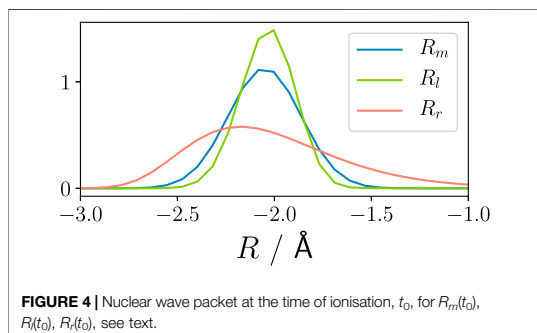 1
0
R_m
R_l
R_r
−3.0 −2.5 −2.0 −1.5 −1.0
R / Å
FIGURE 4 | Nuclear wave packet at the time of ionisation, t0, for Rm(t0),
Rl(t0), Rr(t0), see text.